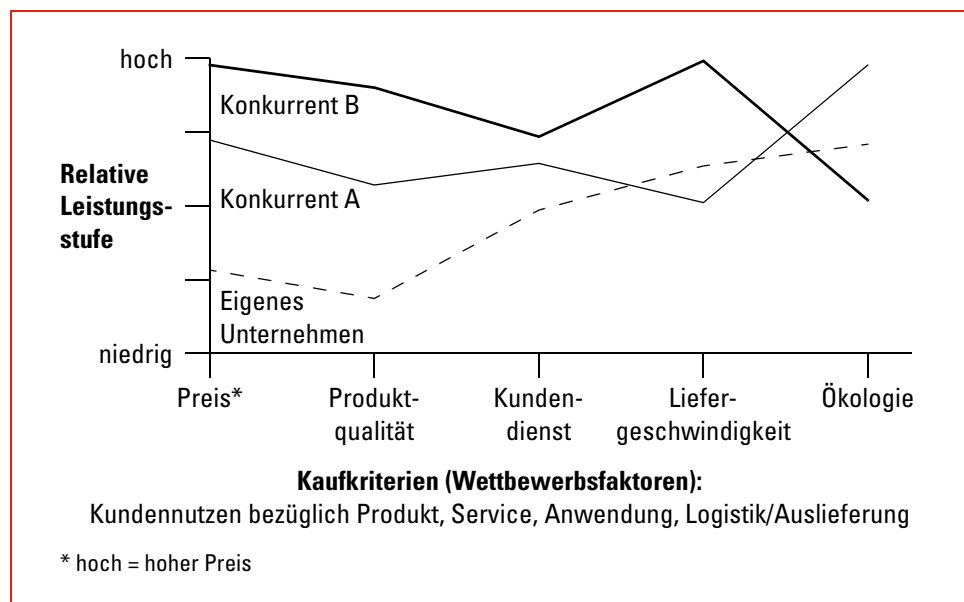 hoch
Konkurrent B
Relative
Leistungs-
stufe
Konkurrent A
Eigenes
Unternehmen
niedrig
Preis*
Produkt-
qualität
Kunden-
dienst
Liefer-
geschwindigkeit
Ökologie
Kaufkriterien (Wettbewerbsfaktoren):
Kundennutzen bezüglich Produkt, Service, Anwendung, Logistik/Auslieferung
* hoch = hoher Preis